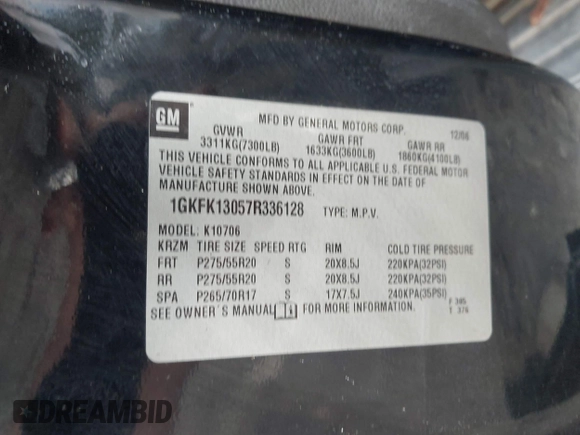 GM
MFD BY GENERAL MOTORS CORP. 12/06
GVWR GAWR FRT GAWR RR
3311KG(7300LB) 1633KG(3600LB) 1860KG(4100LB)
THIS VEHICLE CONFORMS TO ALL APPLICABLE U.S. FEDERAL MOTOR
VEHICLE SAFETY STANDARDS IN EFFECT ON THE DATE OF
MANUFACTURE SHOWN ABOVE.
1GKFK13057R336128 TYPE: M.P.V.
MODEL: K10706
KRZM TIRE SIZE SPEED RTG RIM COLD TIRE PRESSURE
FRT P275/55R20 S 20X8.5J 220KPA(32PSI)
RR P275/55R20 S 20X8.5J 220KPA(32PSI)
SPA P265/70R17 S 17X7.5J 240KPA(35PSI)
SEE OWNER'S MANUAL i FOR MORE INFORMATION.
DREAMBID